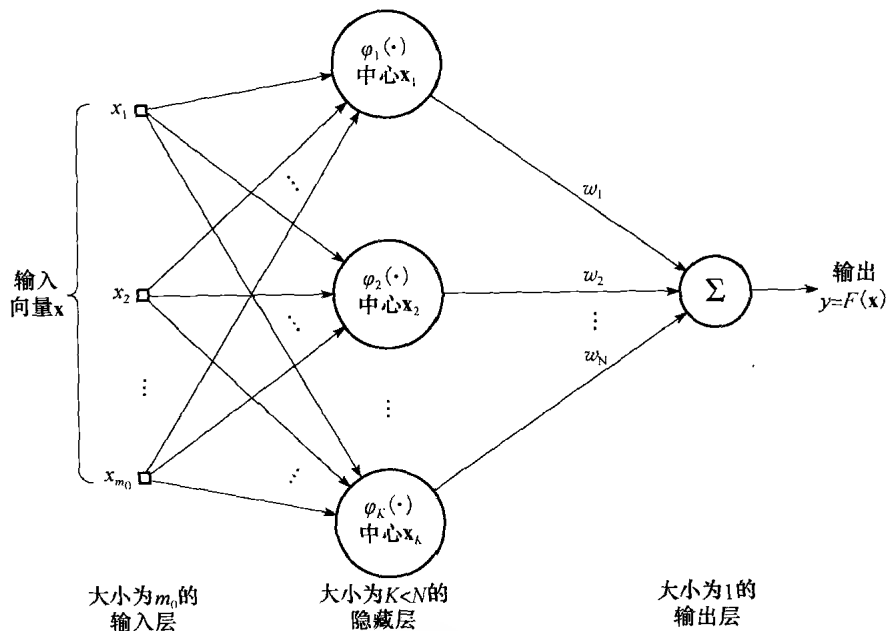 φ₁(·)
中心x₁
x₁
w₁
输入
向量x
x₂
φ₂(·)
中心x₂
w₂
Σ
输出
y=F(x)
w_N
x_{m₀}
φ_K(·)
中心x_K
大小为m₀的
输入层
大小为K<N的
隐藏层
大小为1的
输出层